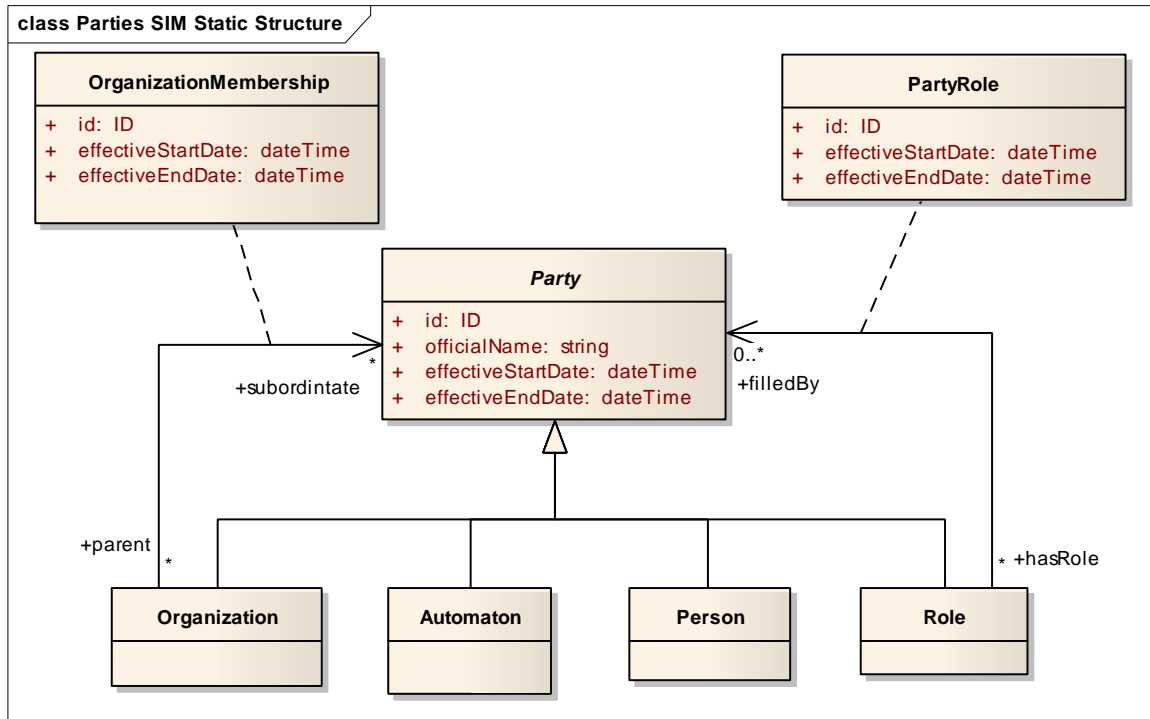 class Parties SIM Static Structure
OrganizationMembership
+ id: ID
+ effectiveStartDate: dateTime
+ effectiveEndDate: dateTime
PartyRole
+ id: ID
+ effectiveStartDate: dateTime
+ effectiveEndDate: dateTime
Party
+ id: ID
+ officialName: string
+ effectiveStartDate: dateTime
+ effectiveEndDate: dateTime
*
+subordintate
0..*
+filledBy
+parent
*
*
+hasRole
Organization
Automaton
Person
Role